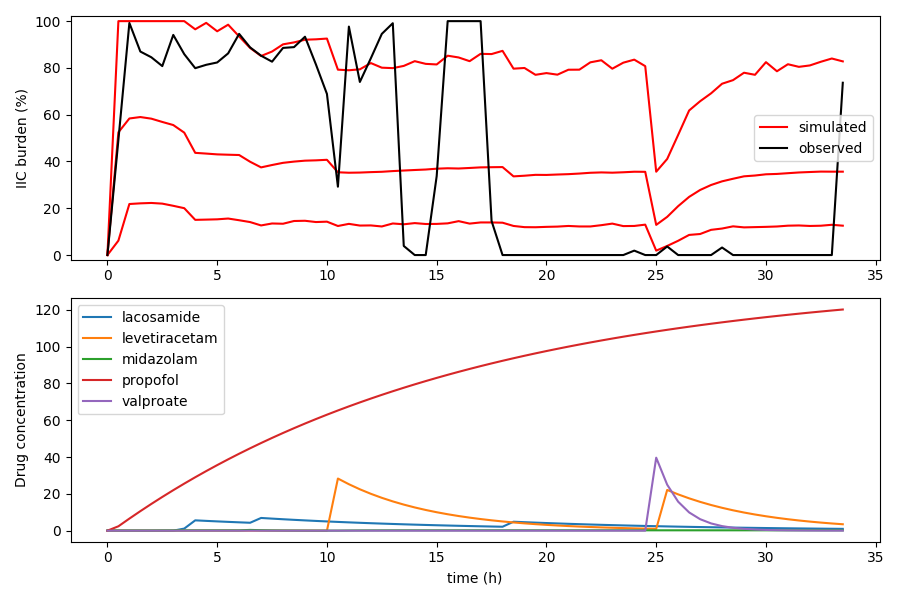 100
80
60
40
20
0
IIC burden (%)
simulated
observed
0 5 10 15 20 25 30 35
120
100
80
60
40
20
0
Drug concentration
lacosamide
levetiracetam
midazolam
propofol
valproate
0 5 10 15 20 25 30 35
time (h)